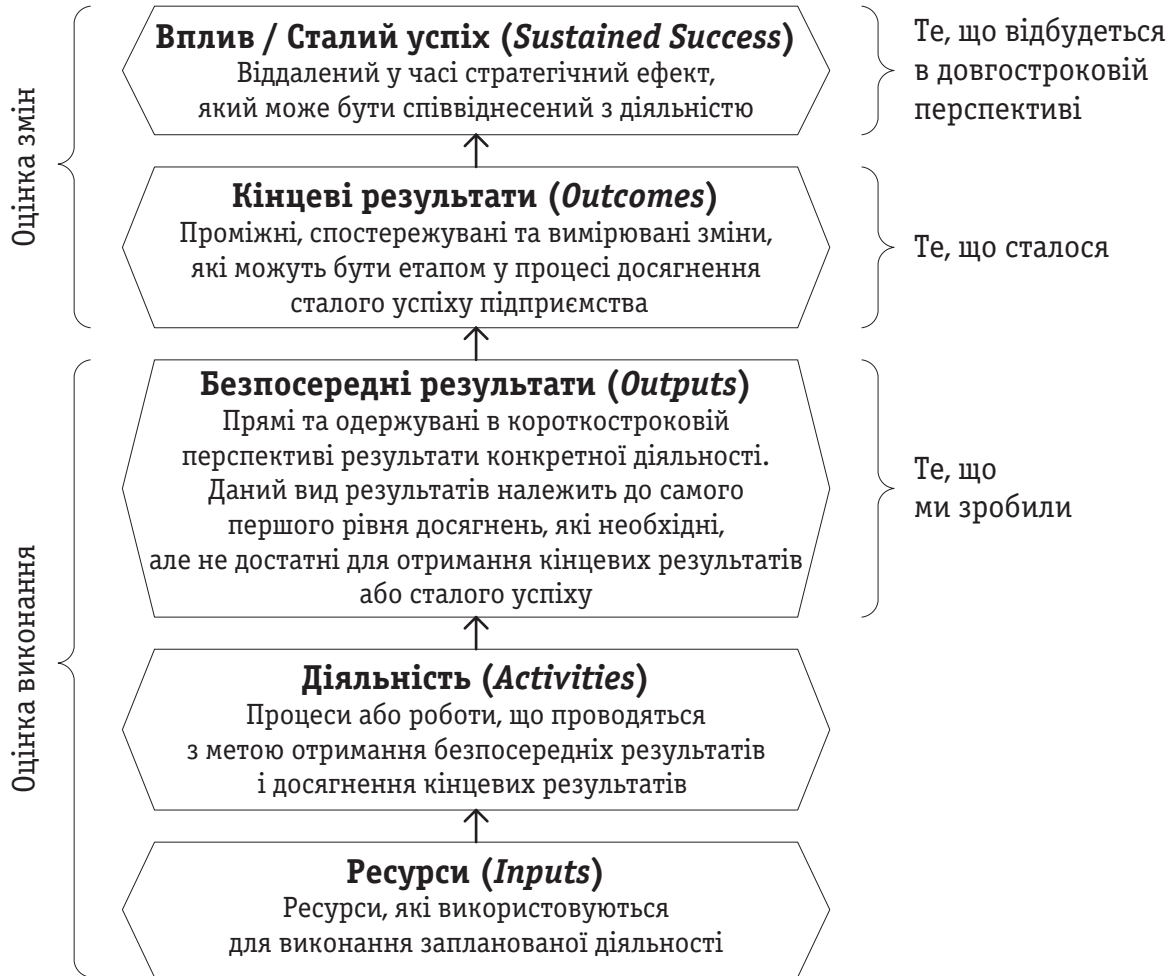 Вплив / Сталий успіх (Sustained Success)
Віддалений у часі стратегічний ефект,
який може бути співвіднесений з діяльністю
Те, що відбудеться
в довгостроковій
перспективі
Оцінка змін
Кінцеві результати (Outcomes)
Проміжні, спостережувані та вимірювані зміни,
які можуть бути етапом у процесі досягнення
сталого успіху підприємства
Те, що сталося
Безпосередні результати (Outputs)
Прямі та одержувані в короткостроковій
перспективі результати конкретної діяльності.
Даний вид результатів належить до самого
першого рівня досягнень, які необхідні,
але не достатні для отримання кінцевих результатів
або сталого успіху
Те, що
ми зробили
Оцінка виконання
Діяльність (Activities)
Процеси або роботи, що проводяться
з метою отримання безпосередніх результатів
і досягнення кінцевих результатів
Ресурси (Inputs)
Ресурси, які використовуються
для виконання запланованої діяльності